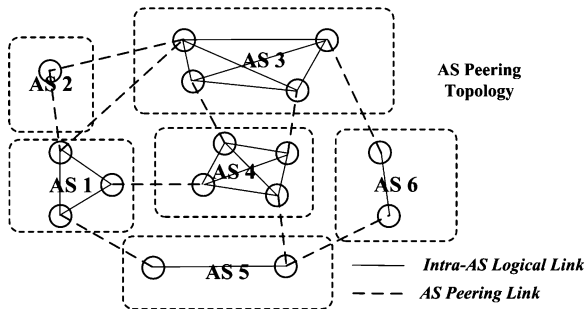 AS 2
AS 3
AS Peering
Topology
AS 1
AS 4
AS 6
AS 5
Intra-AS Logical Link
AS Peering Link